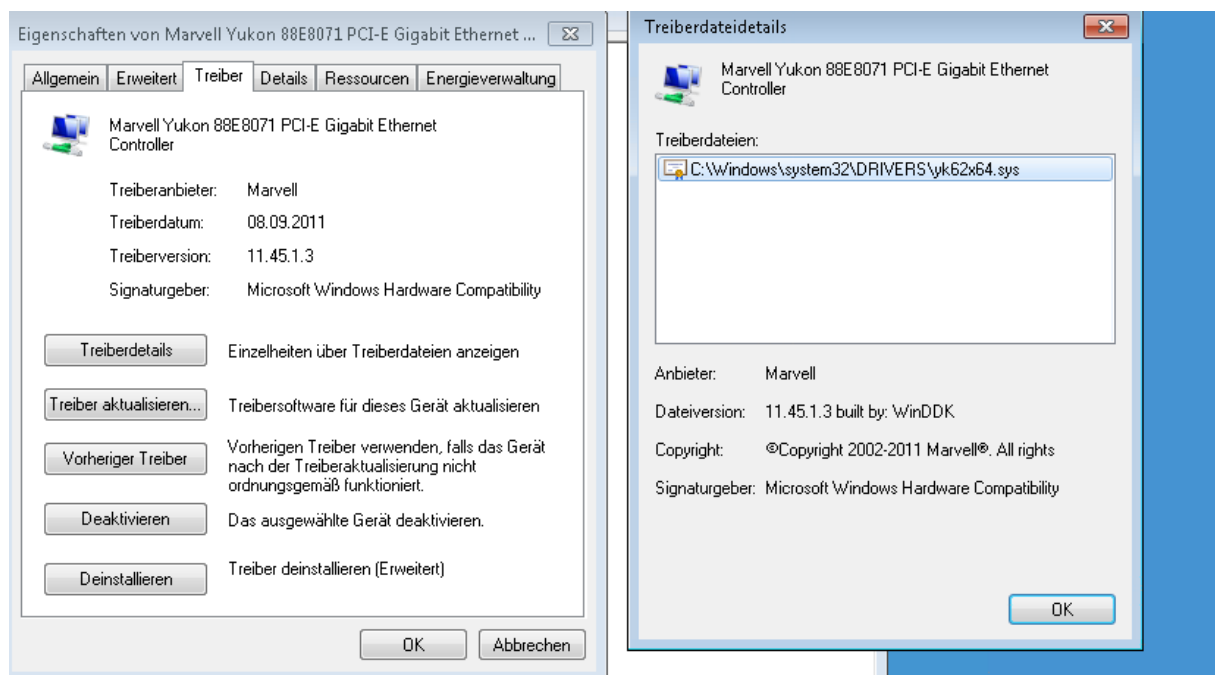 Eigenschaften von Marvell Yukon 88E8071 PCI-E Gigabit Ethernet ...
Allgemein Erweitert Treiber Details Ressourcen Energieverwaltung
Marvell Yukon 88E8071 PCI-E Gigabit Ethernet
Controller
Treiberanbieter: Marvell
Treiberdatum: 08.09.2011
Treiberversion: 11.45.1.3
Signaturgeber: Microsoft Windows Hardware Compatibility
Treiberdetails Einzelheiten über Treiberdateien anzeigen
Treiber aktualisieren... Treibersoftware für dieses Gerät aktualisieren
Vorheriger Treiber Vorherigen Treiber verwenden, falls das Gerät
nach der Treiberaktualisierung nicht
ordnungsgemäß funktioniert.
Deaktivieren Das ausgewählte Gerät deaktivieren.
Deinstallieren Treiber deinstallieren (Erweitert)
OK Abbrechen
Treiberdateidetails
Marvell Yukon 88E8071 PCI-E Gigabit Ethernet
Controller
Treiberdateien:
C:\Windows\system32\DRIVERS\yk62x64.sys
Anbieter: Marvell
Dateiversion: 11.45.1.3 built by: WinDDK
Copyright: ©Copyright 2002-2011 Marvell®. All rights
Signaturgeber: Microsoft Windows Hardware Compatibility
OK